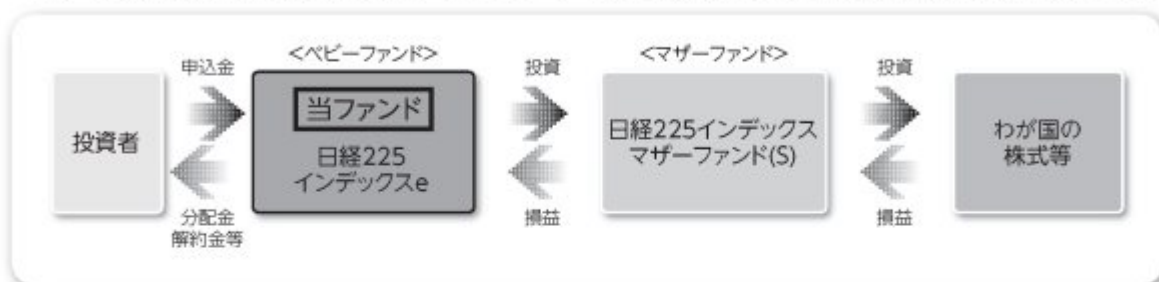 <ベビーファンド>
<マザーファンド>
申込金
投資
投資
投資者
当ファンド
日経225
インデックスe
日経225インデックス
マザーファンド(S)
わが国の
株式等
分配金
解約金等
損益
損益